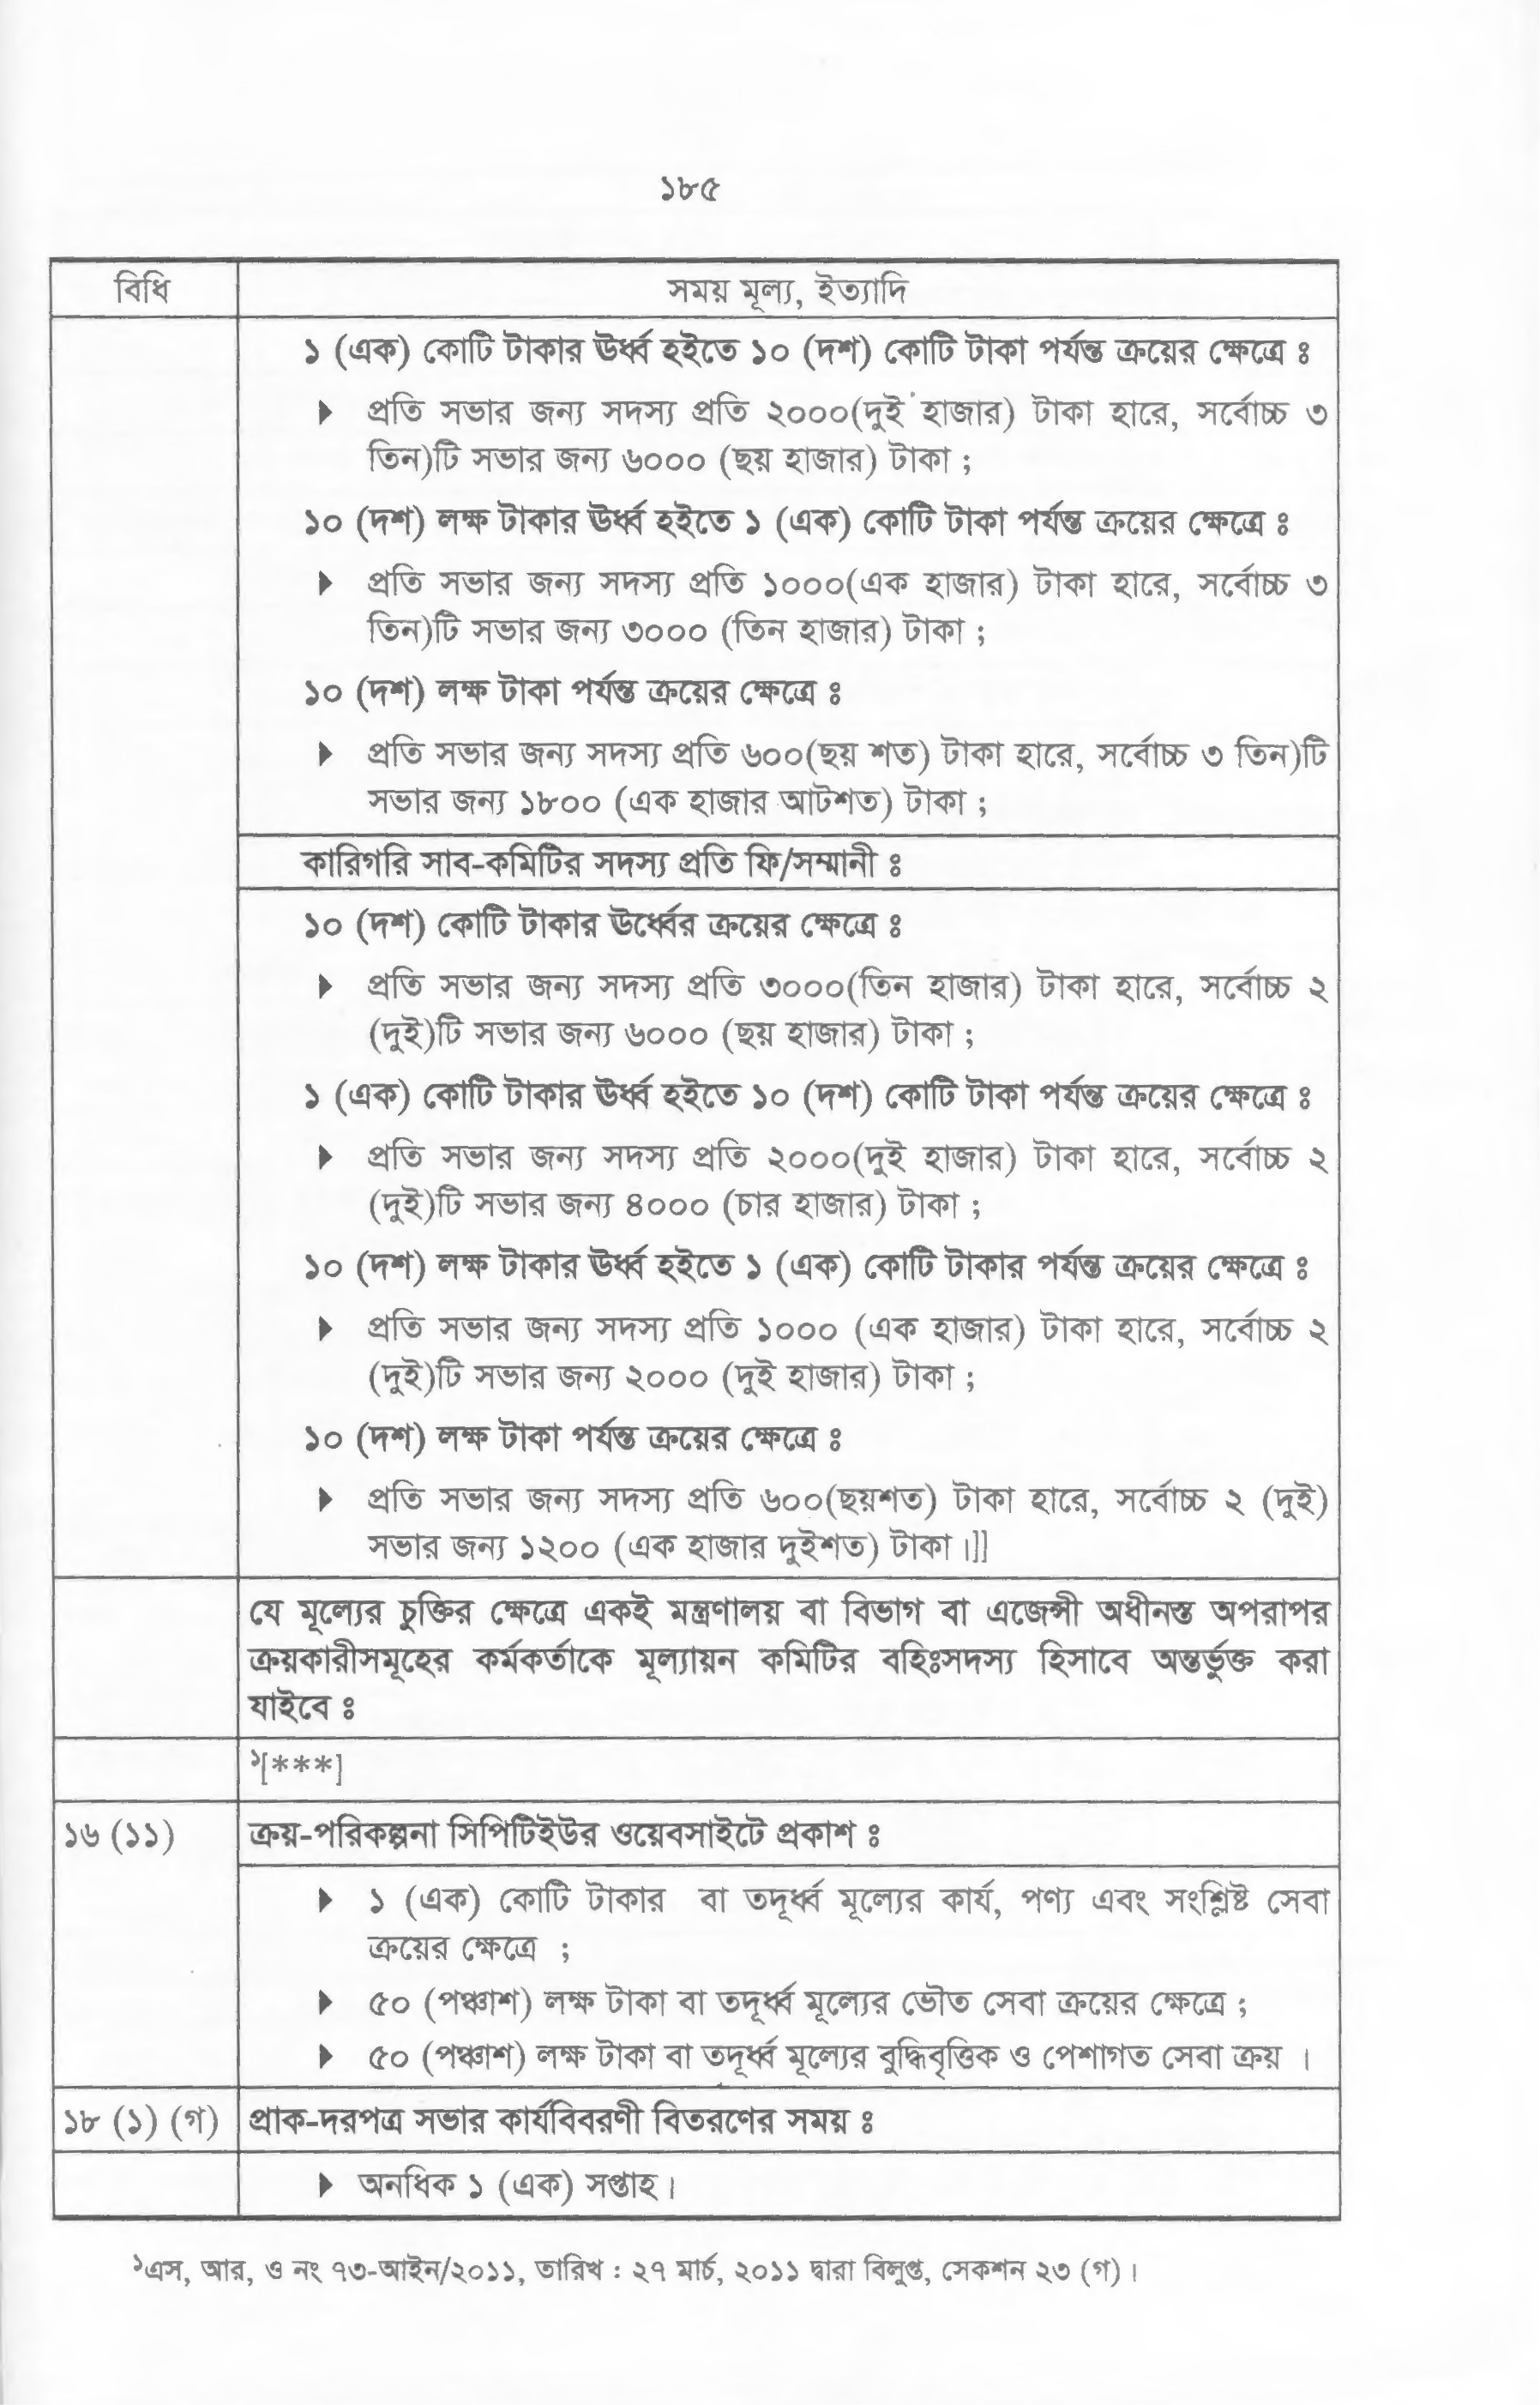 ১৮৫
বিধি
সময় মূল্য, ইত্যাদি
১ (এক) কোটি টাকার ঊর্ধ্ব হইতে ১০ (দশ) কোটি টাকা পর্যন্ত ক্রয়ের ক্ষেত্রে ঃ
প্রতি সভার জন্য সদস্য প্রতি ২০০০(দুই হাজার) টাকা হারে, সর্বোচ্চ ৩
তিন)টি সভার জন্য ৬০০০ (ছয় হাজার) টাকা ;
১০ (দশ) লক্ষ টাকার ঊর্ধ্ব হইতে ১ (এক) কোটি টাকা পর্যন্ত ক্রয়ের ক্ষেত্রে ঃ
প্রতি সভার জন্য সদস্য প্রতি ১০০০(এক হাজার) টাকা হারে, সর্বোচ্চ ৩
তিন)টি সভার জন্য ৩০০০ (তিন হাজার) টাকা ;
১০ (দশ) লক্ষ টাকা পর্যন্ত ক্রয়ের ক্ষেত্রে ঃ
প্রতি সভার জন্য সদস্য প্রতি ৬০০(ছয় শত) টাকা হারে, সর্বোচ্চ ৩ তিন)টি
সভার জন্য ১৮০০ (এক হাজার আটশত) টাকা ;
কারিগরি সাব-কমিটির সদস্য প্রতি ফি/সম্মানী ঃ
১০ (দশ) কোটি টাকার ঊর্ধ্বের ক্রয়ের ক্ষেত্রে ঃ
প্রতি সভার জন্য সদস্য প্রতি ৩০০০(তিন হাজার) টাকা হারে, সর্বোচ্চ ২
(দুই)টি সভার জন্য ৬০০০ (ছয় হাজার) টাকা ;
১ (এক) কোটি টাকার ঊর্ধ্ব হইতে ১০ (দশ) কোটি টাকা পর্যন্ত ক্রয়ের ক্ষেত্রে ঃ
প্রতি সভার জন্য সদস্য প্রতি ২০০০(দুই হাজার) টাকা হারে, সর্বোচ্চ ২
(দুই)টি সভার জন্য ৪০০০ (চার হাজার) টাকা ;
১০ (দশ) লক্ষ টাকার ঊর্ধ্ব হইতে ১ (এক) কোটি টাকার পর্যন্ত ক্রয়ের ক্ষেত্রে ঃ
প্রতি সভার জন্য সদস্য প্রতি ১০০০ (এক হাজার) টাকা হারে, সর্বোচ্চ ২
(দুই)টি সভার জন্য ২০০০ (দুই হাজার) টাকা ;
১০ (দশ) লক্ষ টাকা পর্যন্ত ক্রয়ের ক্ষেত্রে ঃ
প্রতি সভার জন্য সদস্য প্রতি ৬০০(ছয়শত) টাকা হারে, সর্বোচ্চ ২ (দুই)
সভার জন্য ১২০০ (এক হাজার দুইশত) টাকা।]]
যে মূল্যের চুক্তির ক্ষেত্রে একই মন্ত্রণালয় বা বিভাগ বা এজেন্সী অধীনস্ত অপরাপর
ক্রয়কারীসমূহের কর্মকর্তাকে মূল্যায়ন কমিটির বহিঃসদস্য হিসাবে অন্তর্ভুক্ত করা
যাইবে ঃ
১[***]
১৬ (১১)
ক্রয়-পরিকল্পনা সিপিটিইউর ওয়েবসাইটে প্রকাশ ঃ
১ (এক) কোটি টাকার বা তদূর্ধ্ব মূল্যের কার্য, পণ্য এবং সংশ্লিষ্ট সেবা
ক্রয়ের ক্ষেত্রে ;
৫০ (পঞ্চাশ) লক্ষ টাকা বা তদূর্ধ্ব মূল্যের ভৌত সেবা ক্রয়ের ক্ষেত্রে ;
৫০ (পঞ্চাশ) লক্ষ টাকা বা তদূর্ধ্ব মূল্যের বুদ্ধিবৃত্তিক ও পেশাগত সেবা ক্রয় ।
১৮ (১) (গ)
প্রাক-দরপত্র সভার কার্যবিবরণী বিতরণের সময় ঃ
অনধিক ১ (এক) সপ্তাহ।
১এস, আর, ও নং ৭৩-আইন/২০১১, তারিখ : ২৭ মার্চ, ২০১১ দ্বারা বিলুপ্ত, সেকশন ২৩ (গ)।